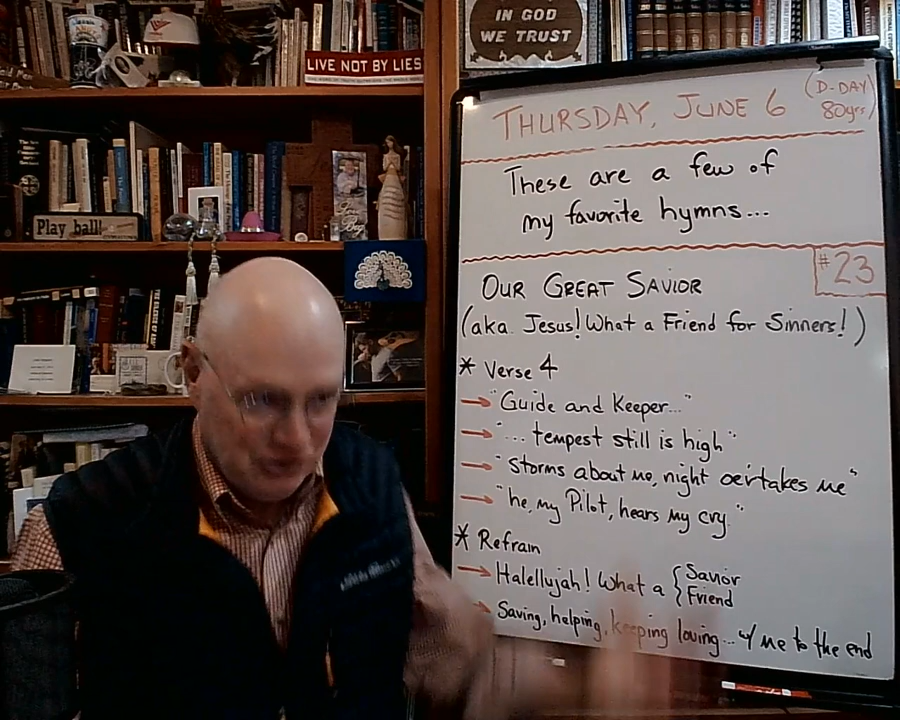 IN GOD
WE TRUST
LIVE NOT BY LIES
Play ball!
THURSDAY, JUNE 6
(D-DAY)
80yrs
These are a few of
my favorite hymns...
#23
OUR GREAT SAVIOR
(aka Jesus! What a Friend for Sinners!)
* Verse 4
→ "Guide and Keeper..."
→ "... tempest still is high"
→ "storms about me, night o'ertakes me"
→ "he, my Pilot, hears my cry."
* Refrain
→ Halellujah! What a { Savior
Friend
→ Saving, helping, keeping loving... w/ me to the end